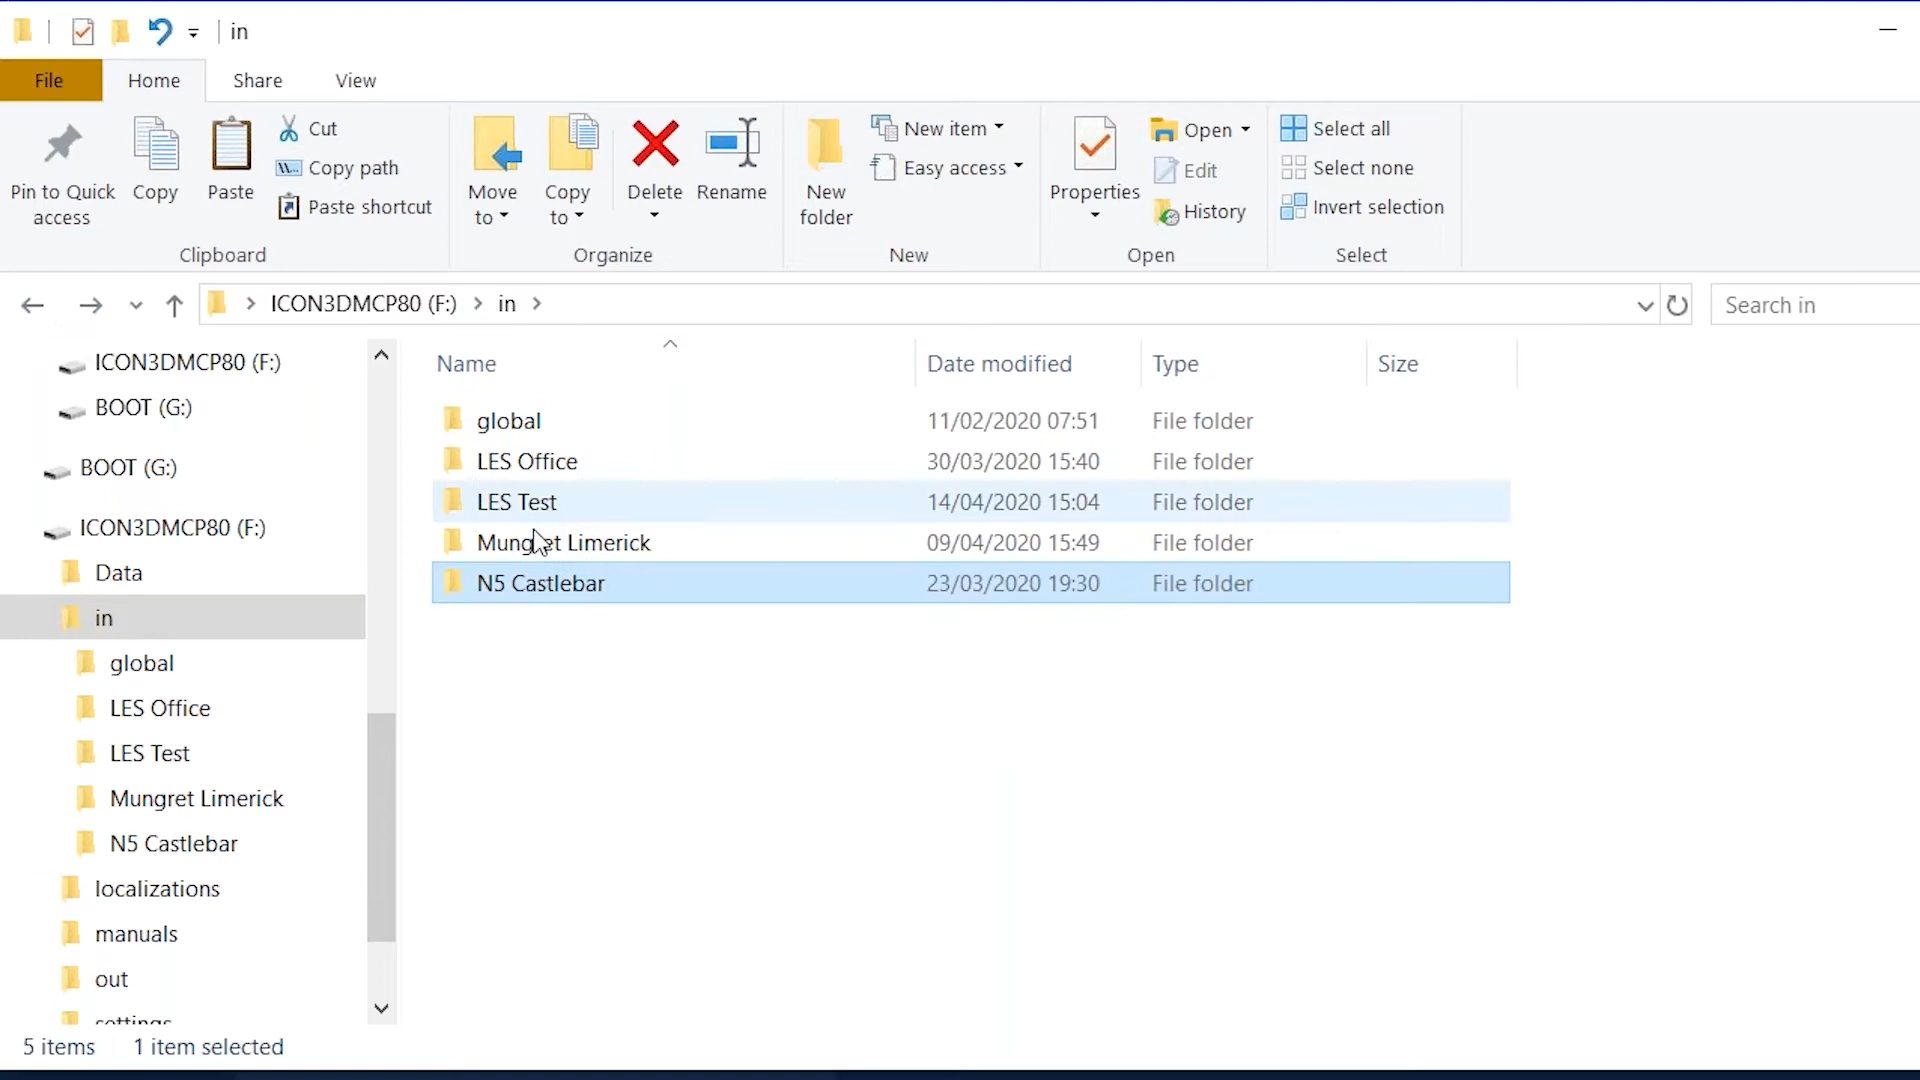 in
File Home Share View
Pin to Quick access
Copy
Paste
Cut
Copy path
Paste shortcut
Clipboard
Move to
Copy to
Delete
Rename
Organize
New folder
New item
Easy access
New
Properties
Open
Edit
History
Open
Select all
Select none
Invert selection
Select
ICON3DMCP80 (F:) in
Search in
ICON3DMCP80 (F:)
BOOT (G:)
BOOT (G:)
ICON3DMCP80 (F:)
Data
in
global
LES Office
LES Test
Mungret Limerick
N5 Castlebar
localizations
manuals
out
settings
Name Date modified Type Size
global 11/02/2020 07:51 File folder
LES Office 30/03/2020 15:40 File folder
LES Test 14/04/2020 15:04 File folder
Mungret Limerick 09/04/2020 15:49 File folder
N5 Castlebar 23/03/2020 19:30 File folder
5 items 1 item selected